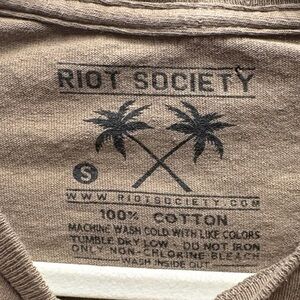 RIOT SOCIETY
S
WWW.RIOTSOCIETY.COM
100% COTTON
MACHINE WASH COLD WITH LIKE COLORS
TUMBLE DRY LOW - DO NOT IRON
ONLY NON-CHLORINE BLEACH
WASH INSIDE OUT